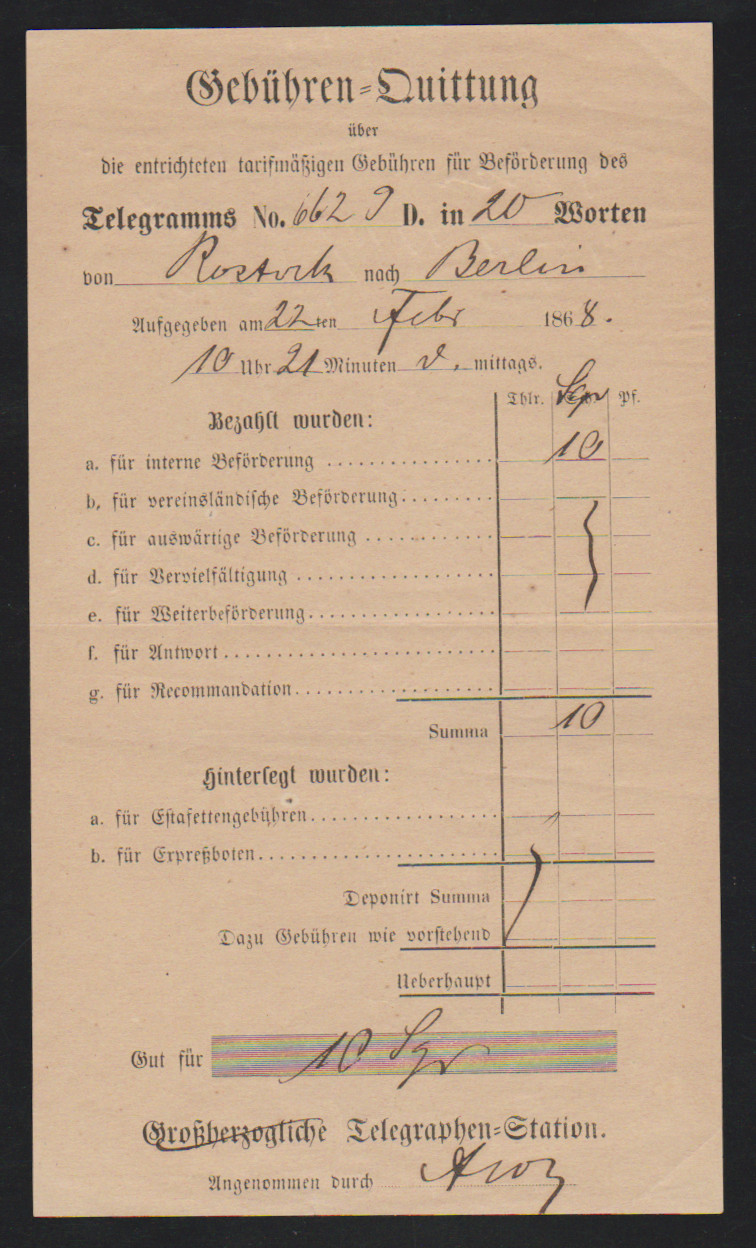 Gebühren-Quittung
über
die entrichteten tarifmäßigen Gebühren für Beförderung des
Telegramms No. 6629 D. in 20 Worten
von Rostock nach Berlin
Aufgegeben am 22ten Febr 1868.
10 Uhr 21 Minuten V. mittags.
Thlr. Sgr Pf.
Bezahlt wurden:
a. für interne Beförderung 10
b. für vereinsländische Beförderung
c. für auswärtige Beförderung
d. für Vervielfältigung
e. für Weiterbeförderung
f. für Antwort
g. für Recommandation
Summa 10
Hinterlegt wurden:
a. für Estafettengebühren
b. für Expreßboten
Deponirt Summa
Dazu Gebühren wie vorstehend
Ueberhaupt
Gut für 10 Sgr
Großherzogliche Telegraphen-Station.
Angenommen durch